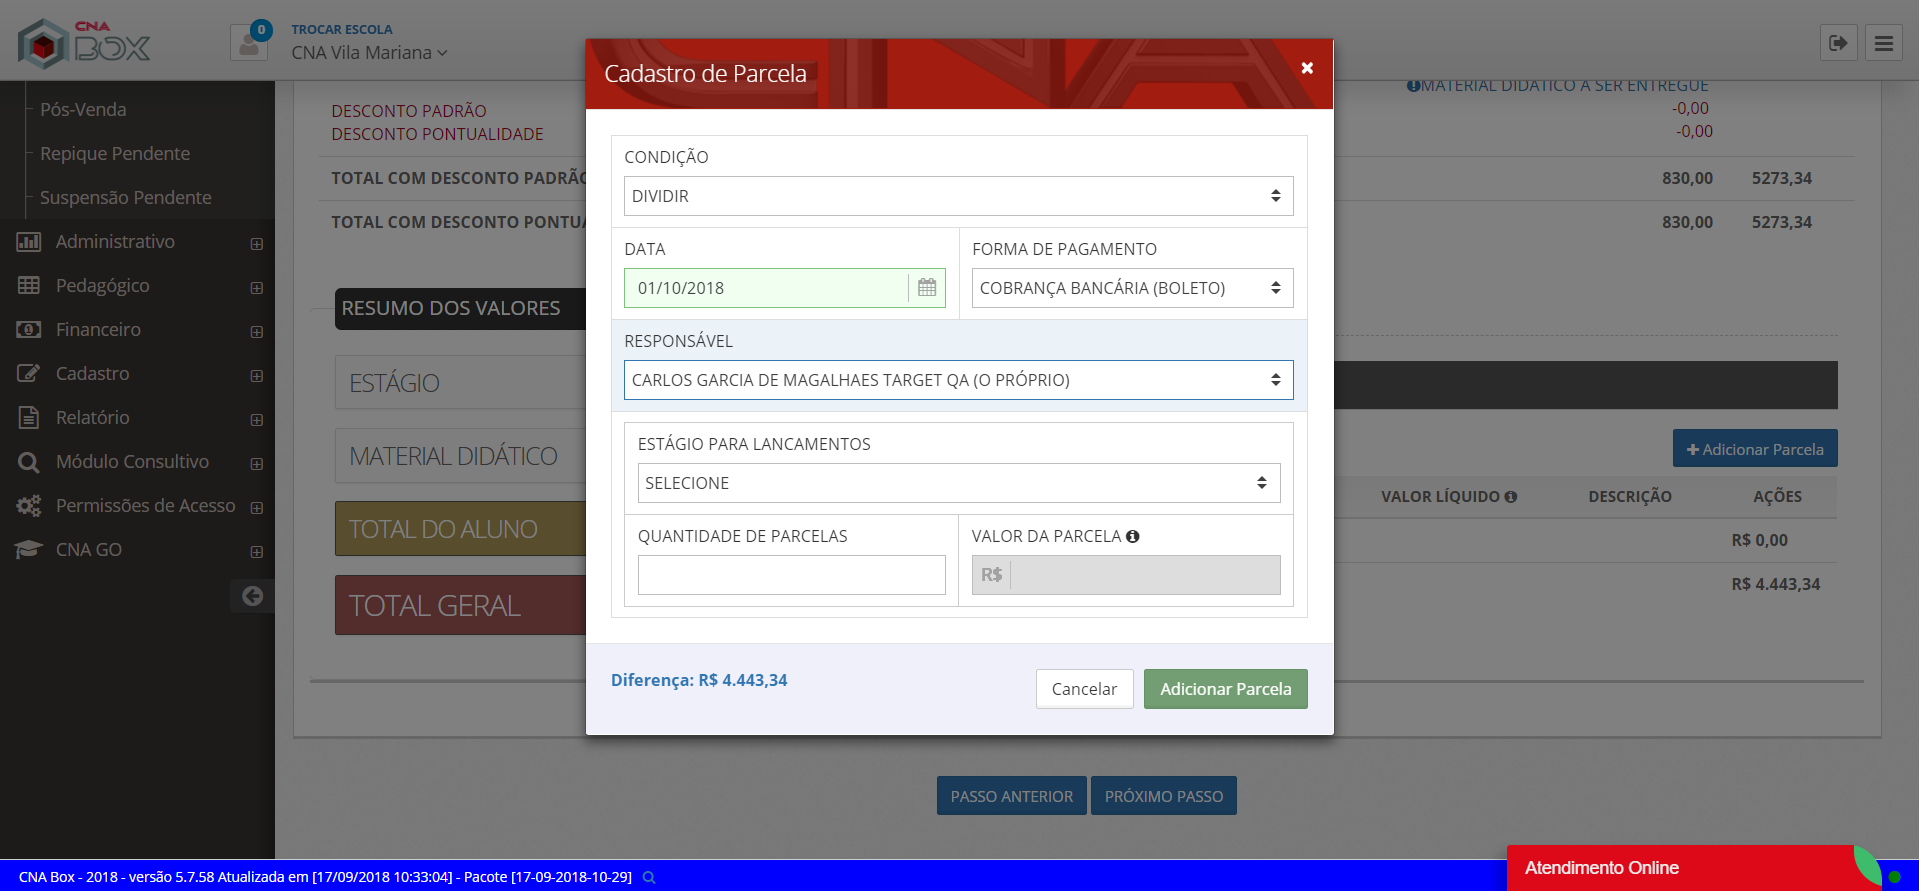 CNA
BOX
0
TROCAR ESCOLA
CNA Vila Mariana
Pós-Venda
Repique Pendente
Suspensão Pendente
Administrativo
Pedagógico
Financeiro
Cadastro
Relatório
Módulo Consultivo
Permissões de Acesso
CNA GO
MATERIAL DIDÁTICO A SER ENTREGUE
DESCONTO PADRÃO -0,00
DESCONTO PONTUALIDADE -0,00
TOTAL COM DESCONTO PADRÃO 830,00 5273,34
TOTAL COM DESCONTO PONTUA 830,00 5273,34
RESUMO DOS VALORES
ESTÁGIO
MATERIAL DIDÁTICO
TOTAL DO ALUNO
TOTAL GERAL
Adicionar Parcela
VALOR LÍQUIDO DESCRIÇÃO AÇÕES
R$ 0,00
R$ 4.443,34
Cadastro de Parcela
CONDIÇÃO
DIVIDIR
DATA FORMA DE PAGAMENTO
01/10/2018 COBRANÇA BANCÁRIA (BOLETO)
RESPONSÁVEL
CARLOS GARCIA DE MAGALHAES TARGET QA (O PRÓPRIO)
ESTÁGIO PARA LANCAMENTOS
SELECIONE
QUANTIDADE DE PARCELAS VALOR DA PARCELA
R$
Diferença: R$ 4.443,34
Cancelar Adicionar Parcela
PASSO ANTERIOR PRÓXIMO PASSO
CNA Box - 2018 - versão 5.7.58 Atualizada em [17/09/2018 10:33:04] - Pacote [17-09-2018-10-29]
Atendimento Online